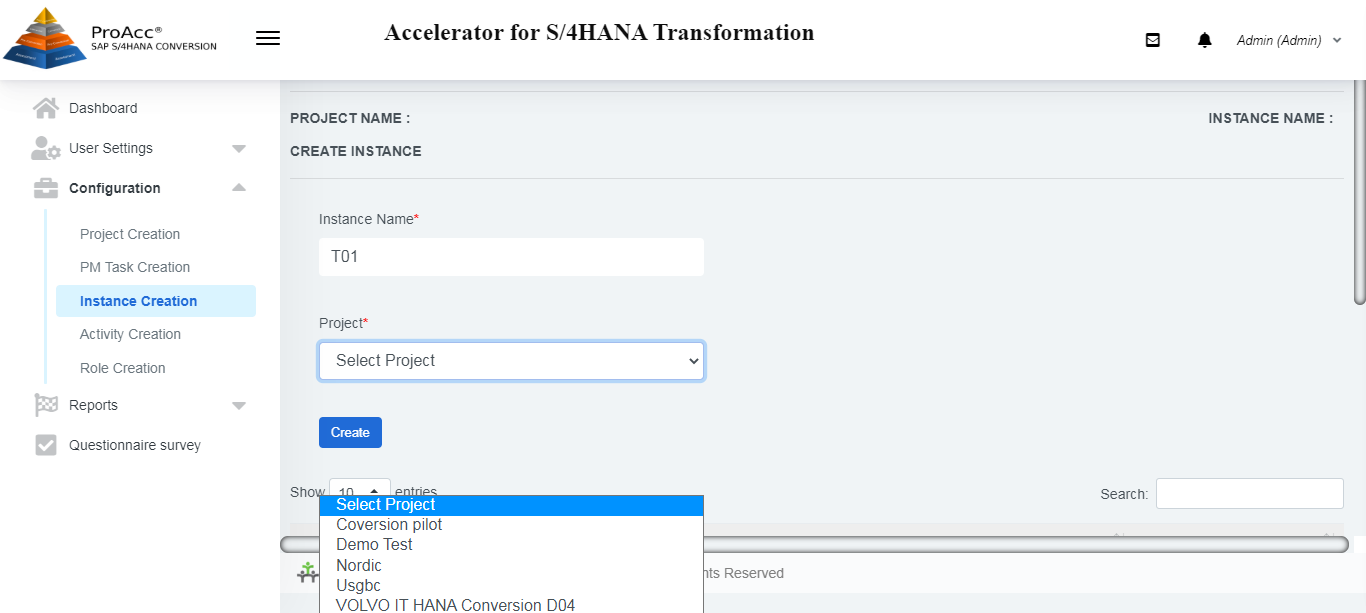 ProAcc®
SAP S/4HANA CONVERSION
Accelerator for S/4HANA Transformation
Admin (Admin)
Dashboard
User Settings
Configuration
Project Creation
PM Task Creation
Instance Creation
Activity Creation
Role Creation
Reports
Questionnaire survey
PROJECT NAME :
INSTANCE NAME :
CREATE INSTANCE
Instance Name*
T01
Project*
Select Project
Create
Show 10 entries
Search:
Select Project
Coversion pilot
Demo Test
Nordic
Usgbc
VOLVO IT HANA Conversion D04
Reserved